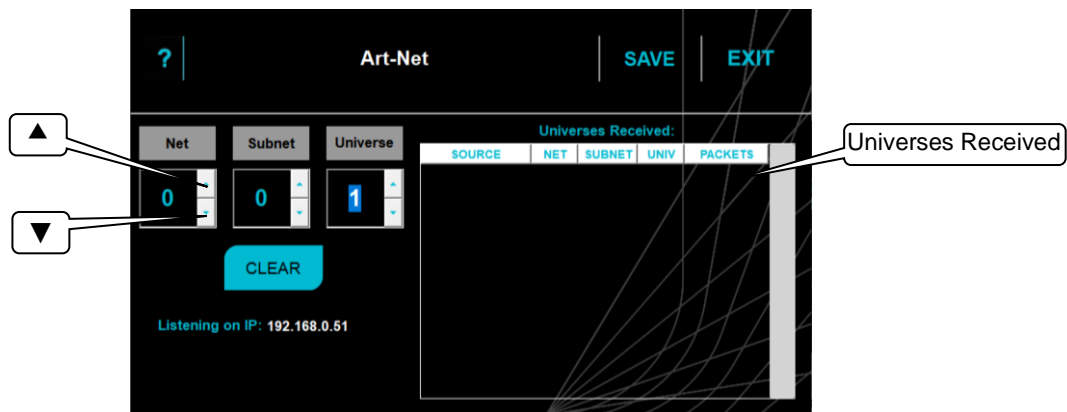 ? Art-Net SAVE EXIT
▲
▼
Net Subnet Universe
0 0 1
CLEAR
Listening on IP: 192.168.0.51
Universes Received:
SOURCE NET SUBNET UNIV PACKETS
Universes Received